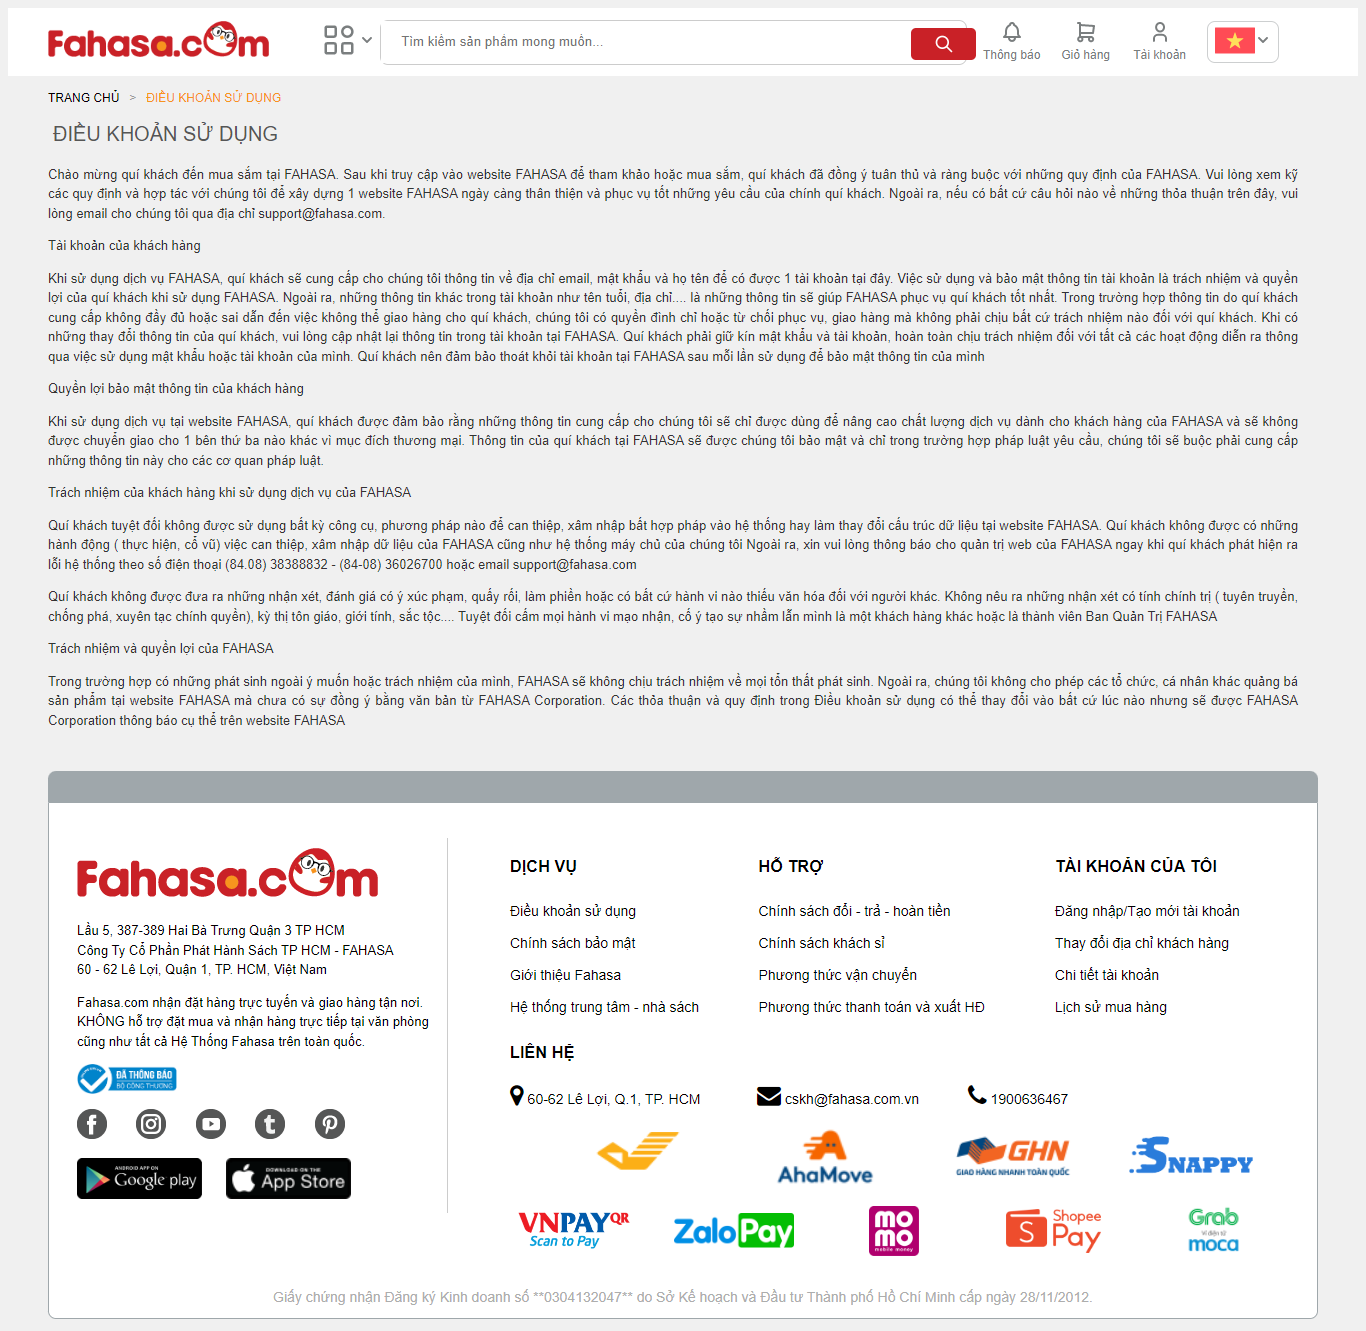 Fahasa.com
Tìm kiếm sản phẩm mong muốn...
Thông báo
Giỏ hàng
Tài khoản
TRANG CHỦ > ĐIỀU KHOẢN SỬ DỤNG
ĐIỀU KHOẢN SỬ DỤNG
Chào mừng quí khách đến mua sắm tại FAHASA. Sau khi truy cập vào website FAHASA để tham khảo hoặc mua sắm, quí khách đã đồng ý tuân thủ và ràng buộc với những quy định của FAHASA. Vui lòng xem kỹ
các quy định và hợp tác với chúng tôi để xây dựng 1 website FAHASA ngày càng thân thiện và phục vụ tốt những yêu cầu của chính quí khách. Ngoài ra, nếu có bất cứ câu hỏi nào về những thỏa thuận trên đây, vui
lòng email cho chúng tôi qua địa chỉ support@fahasa.com.
Tài khoản của khách hàng
Khi sử dụng dịch vụ FAHASA, quí khách sẽ cung cấp cho chúng tôi thông tin về địa chỉ email, mật khẩu và họ tên để có được 1 tài khoản tại đây. Việc sử dụng và bảo mật thông tin tài khoản là trách nhiệm và quyền
lợi của quí khách khi sử dụng FAHASA. Ngoài ra, những thông tin khác trong tài khoản như tên tuổi, địa chỉ.... là những thông tin sẽ giúp FAHASA phục vụ quí khách tốt nhất. Trong trường hợp thông tin do quí khách
cung cấp không đầy đủ hoặc sai dẫn đến việc không thể giao hàng cho quí khách, chúng tôi có quyền đình chỉ hoặc từ chối phục vụ, giao hàng mà không phải chịu bất cứ trách nhiệm nào đối với quí khách. Khi có
những thay đổi thông tin của quí khách, vui lòng cập nhật lại thông tin trong tài khoản tại FAHASA. Quí khách phải giữ kín mật khẩu và tài khoản, hoàn toàn chịu trách nhiệm đối với tất cả các hoạt động diễn ra thông
qua việc sử dụng mật khẩu hoặc tài khoản của mình. Quí khách nên đảm bảo thoát khỏi tài khoản tại FAHASA sau mỗi lần sử dụng để bảo mật thông tin của mình
Quyền lợi bảo mật thông tin của khách hàng
Khi sử dụng dịch vụ tại website FAHASA, quí khách được đảm bảo rằng những thông tin cung cấp cho chúng tôi sẽ chỉ được dùng để nâng cao chất lượng dịch vụ dành cho khách hàng của FAHASA và sẽ không
được chuyển giao cho 1 bên thứ ba nào khác vì mục đích thương mại. Thông tin của quí khách tại FAHASA sẽ được chúng tôi bảo mật và chỉ trong trường hợp pháp luật yêu cầu, chúng tôi sẽ buộc phải cung cấp
những thông tin này cho các cơ quan pháp luật.
Trách nhiệm của khách hàng khi sử dụng dịch vụ của FAHASA
Quí khách tuyệt đối không được sử dụng bất kỳ công cụ, phương pháp nào để can thiệp, xâm nhập bất hợp pháp vào hệ thống hay làm thay đổi cấu trúc dữ liệu tại website FAHASA. Quí khách không được có những
hành động ( thực hiện, cổ vũ) việc can thiệp, xâm nhập dữ liệu của FAHASA cũng như hệ thống máy chủ của chúng tôi Ngoài ra, xin vui lòng thông báo cho quản trị web của FAHASA ngay khi quí khách phát hiện ra
lỗi hệ thống theo số điện thoại (84.08) 38388832 - (84-08) 36026700 hoặc email support@fahasa.com
Quí khách không được đưa ra những nhận xét, đánh giá có ý xúc phạm, quấy rối, làm phiền hoặc có bất cứ hành vi nào thiếu văn hóa đối với người khác. Không nêu ra những nhận xét có tính chính trị ( tuyên truyền,
chống phá, xuyên tạc chính quyền), kỳ thị tôn giáo, giới tính, sắc tộc.... Tuyệt đối cấm mọi hành vi mạo nhận, cố ý tạo sự nhầm lẫn mình là một khách hàng khác hoặc là thành viên Ban Quản Trị FAHASA
Trách nhiệm và quyền lợi của FAHASA
Trong trường hợp có những phát sinh ngoài ý muốn hoặc trách nhiệm của mình, FAHASA sẽ không chịu trách nhiệm về mọi tổn thất phát sinh. Ngoài ra, chúng tôi không cho phép các tổ chức, cá nhân khác quảng bá
sản phẩm tại website FAHASA mà chưa có sự đồng ý bằng văn bản từ FAHASA Corporation. Các thỏa thuận và quy định trong Điều khoản sử dụng có thể thay đổi vào bất cứ lúc nào nhưng sẽ được FAHASA
Corporation thông báo cụ thể trên website FAHASA
Fahasa.com
Lầu 5, 387-389 Hai Bà Trưng Quận 3 TP HCM
Công Ty Cổ Phần Phát Hành Sách TP HCM - FAHASA
60 - 62 Lê Lợi, Quận 1, TP. HCM, Việt Nam
Fahasa.com nhận đặt hàng trực tuyến và giao hàng tận nơi.
KHÔNG hỗ trợ đặt mua và nhận hàng trực tiếp tại văn phòng
cũng như tất cả Hệ Thống Fahasa trên toàn quốc.
ĐÃ THÔNG BÁO
BỘ CÔNG THƯƠNG
ANDROID APP ON
Google play
DOWNLOAD ON THE
App Store
DỊCH VỤ
Điều khoản sử dụng
Chính sách bảo mật
Giới thiệu Fahasa
Hệ thống trung tâm - nhà sách
HỖ TRỢ
Chính sách đổi - trả - hoàn tiền
Chính sách khách sỉ
Phương thức vận chuyển
Phương thức thanh toán và xuất HĐ
TÀI KHOẢN CỦA TÔI
Đăng nhập/Tạo mới tài khoản
Thay đổi địa chỉ khách hàng
Chi tiết tài khoản
Lịch sử mua hàng
LIÊN HỆ
60-62 Lê Lợi, Q.1, TP. HCM
cskh@fahasa.com.vn
1900636467
AhaMove
GHN
GIAO HÀNG NHANH TOÀN QUỐC
SNAPPY
VNPAYQR
Scan to Pay
ZaloPay
momo
mobile money
S Shopee
Pay
Grab
Ví điện tử
moca
Giấy chứng nhận Đăng ký Kinh doanh số **0304132047** do Sở Kế hoạch và Đầu tư Thành phố Hồ Chí Minh cấp ngày 28/11/2012.